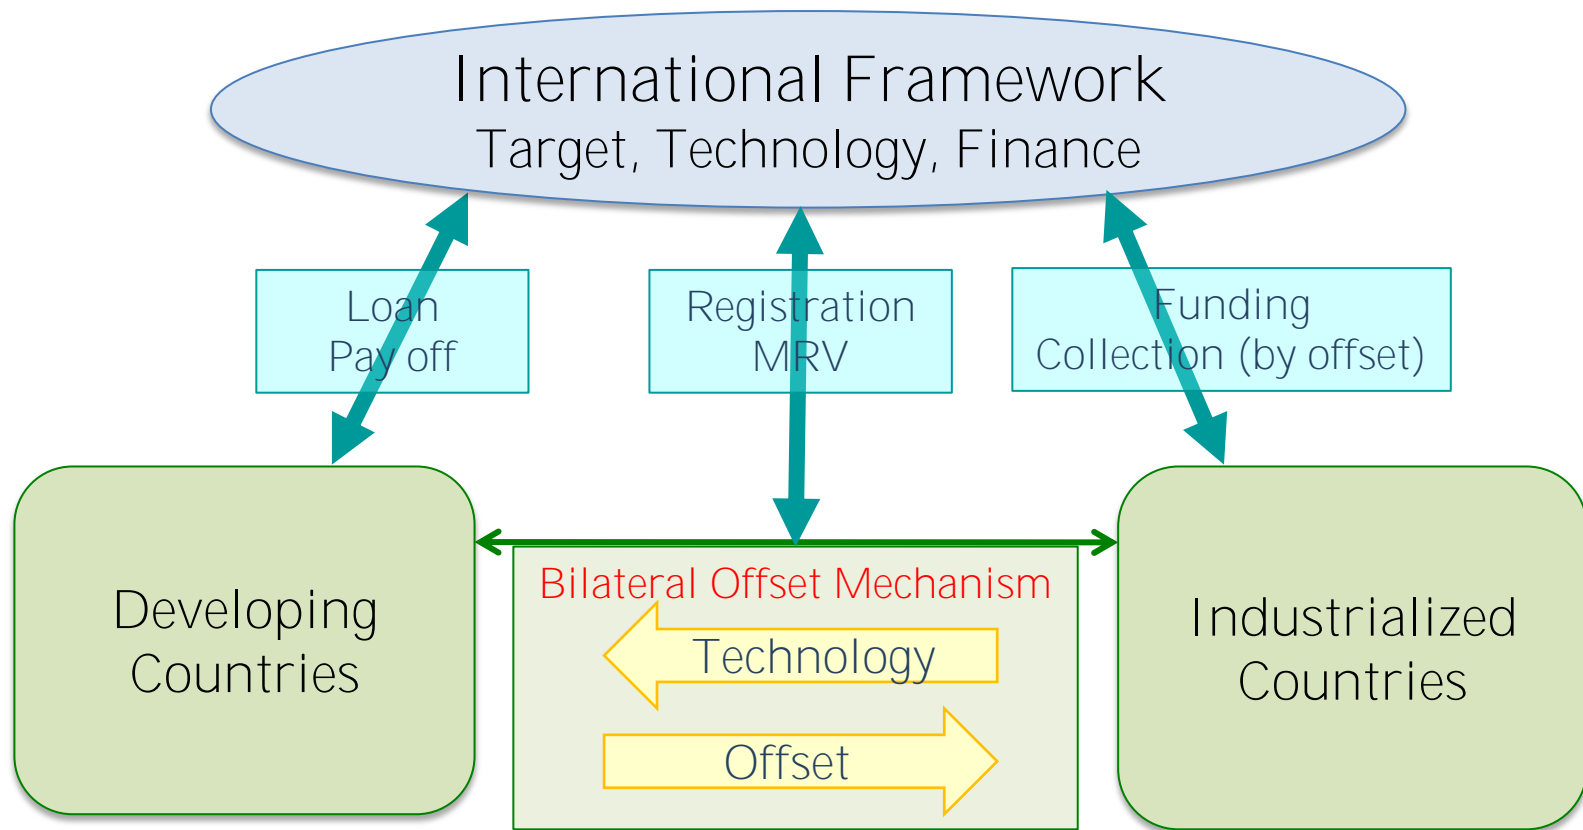 International Framework
Target, Technology, Finance
Loan
Pay off
Registration
MRV
Funding
Collection (by offset)
Developing
Countries
Bilateral Offset Mechanism
Technology
Offset
Industrialized
Countries